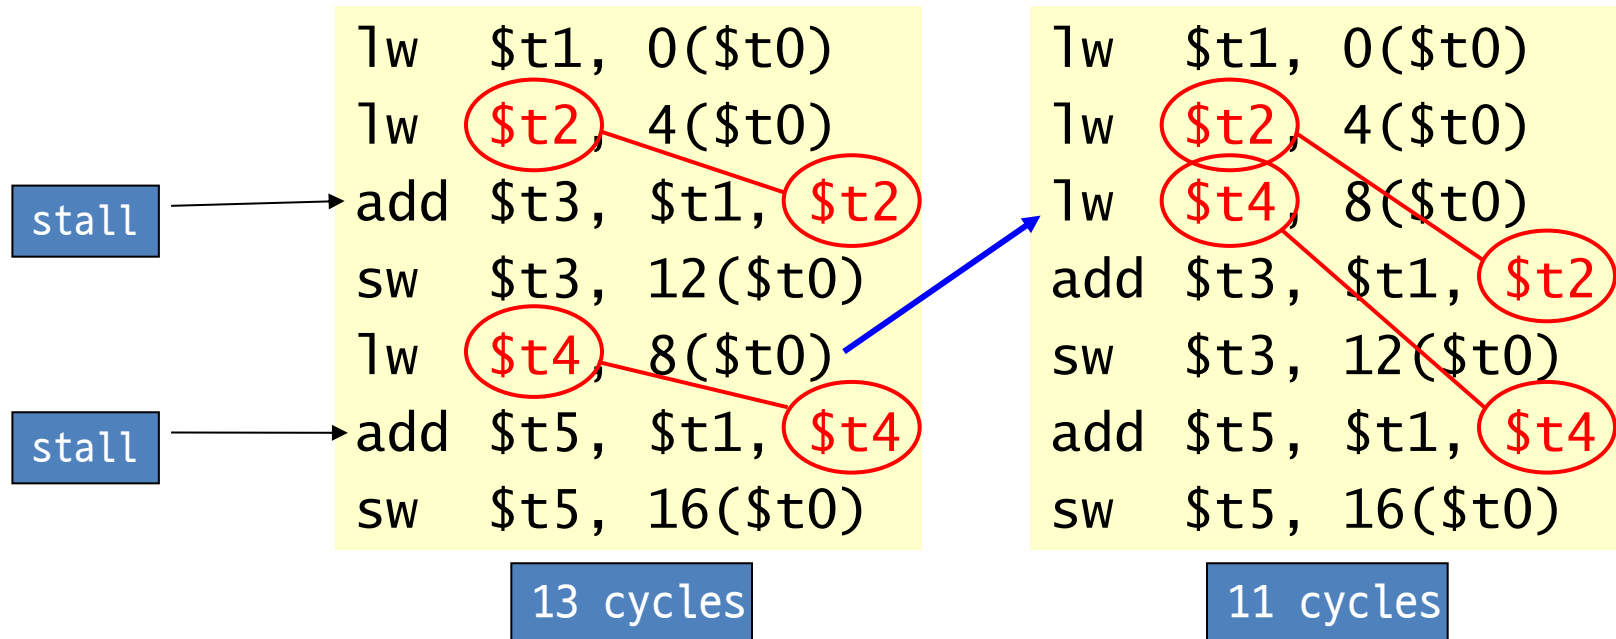 lw $t1, 0($t0)
lw $t2, 4($t0)
add $t3, $t1, $t2
sw $t3, 12($t0)
lw $t4, 8($t0)
add $t5, $t1, $t4
sw $t5, 16($t0)
stall
stall
13 cycles
lw $t1, 0($t0)
lw $t2, 4($t0)
lw $t4, 8($t0)
add $t3, $t1, $t2
sw $t3, 12($t0)
add $t5, $t1, $t4
sw $t5, 16($t0)
11 cycles